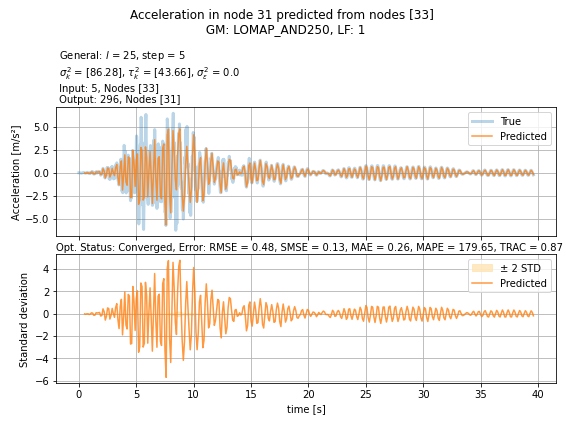 Acceleration in node 31 predicted from nodes [33]
GM: LOMAP_AND250, LF: 1
General: l = 25, step = 5
σ²ₖ = [86.28], τ²ₖ = [43.66], σ²ε = 0.0
Input: 5, Nodes [33]
Output: 296, Nodes [31]
Acceleration [m/s²]
5.0
2.5
0.0
−2.5
−5.0
True
Predicted
Opt. Status: Converged, Error: RMSE = 0.48, SMSE = 0.13, MAE = 0.26, MAPE = 179.65, TRAC = 0.87
Standard deviation
4
2
0
−2
−4
−6
± 2 STD
Predicted
0 5 10 15 20 25 30 35 40
time [s]